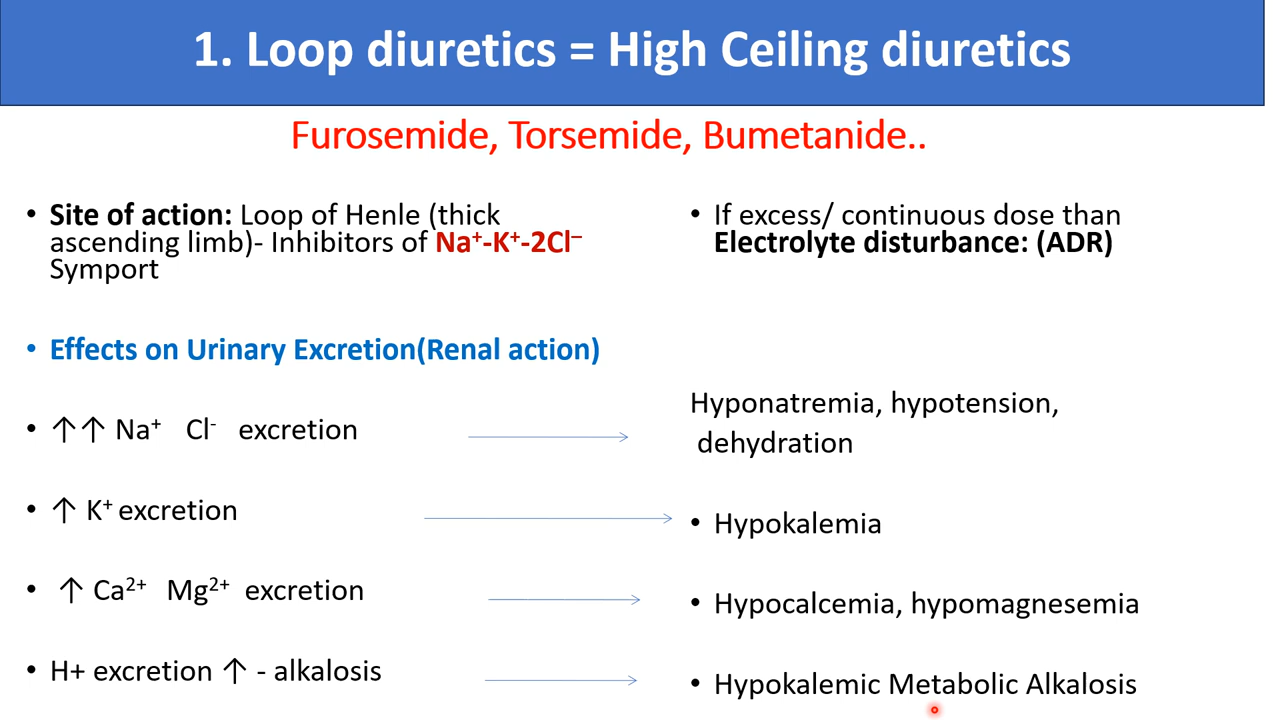 1. Loop diuretics = High Ceiling diuretics
Furosemide, Torsemide, Bumetanide..
• Site of action: Loop of Henle (thick
ascending limb)- Inhibitors of Na⁺-K⁺-2Cl⁻
Symport
• Effects on Urinary Excretion(Renal action)
• ↑↑ Na⁺ Cl⁻ excretion
• ↑ K⁺ excretion
• ↑ Ca²⁺ Mg²⁺ excretion
• H+ excretion ↑ - alkalosis
• If excess/ continuous dose than
Electrolyte disturbance: (ADR)
Hyponatremia, hypotension,
dehydration
• Hypokalemia
• Hypocalcemia, hypomagnesemia
• Hypokalemic Metabolic Alkalosis